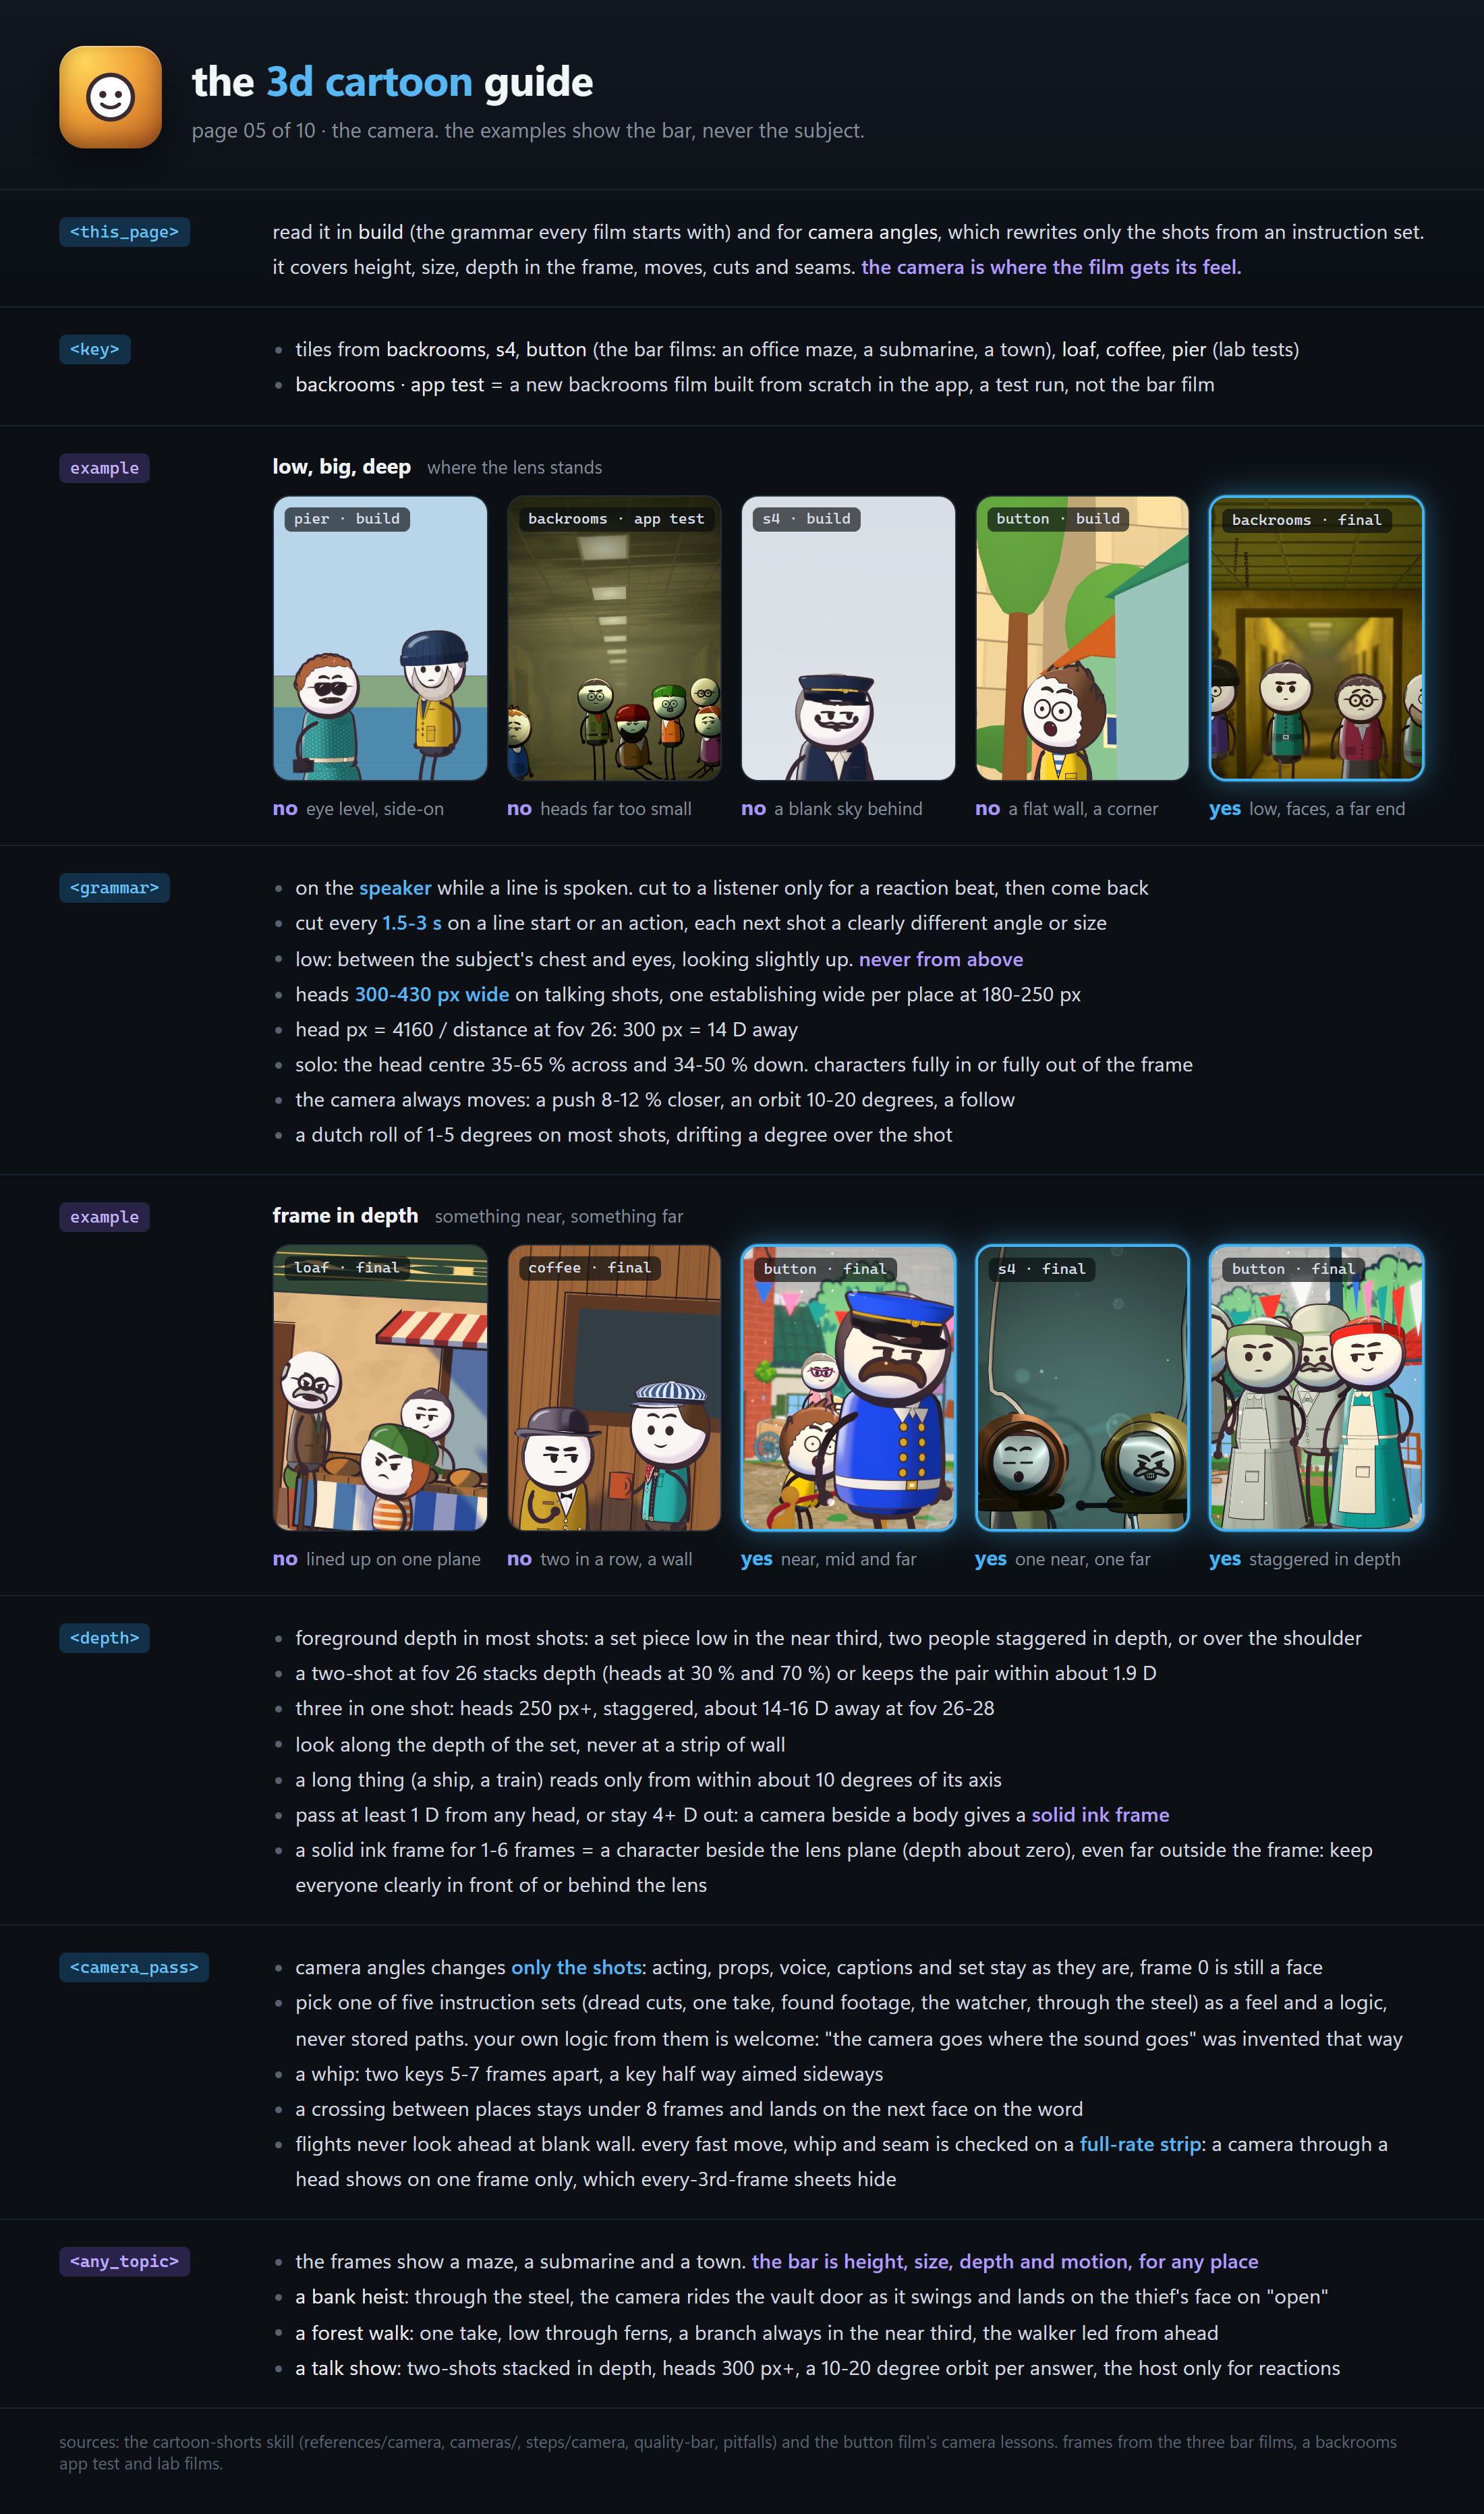 the 3d cartoon guide
page 05 of 10 · the camera. the examples show the bar, never the subject.
<this_page>
read it in build (the grammar every film starts with) and for camera angles, which rewrites only the shots from an instruction set.
it covers height, size, depth in the frame, moves, cuts and seams. the camera is where the film gets its feel.
<key>
• tiles from backrooms, s4, button (the bar films: an office maze, a submarine, a town), loaf, coffee, pier (lab tests)
• backrooms · app test = a new backrooms film built from scratch in the app, a test run, not the bar film
example
low, big, deep where the lens stands
pier · build
backrooms · app test
s4 · build
button · build
backrooms · final
no eye level, side-on
no heads far too small
no a blank sky behind
no a flat wall, a corner
yes low, faces, a far end
<grammar>
• on the speaker while a line is spoken. cut to a listener only for a reaction beat, then come back
• cut every 1.5-3 s on a line start or an action, each next shot a clearly different angle or size
• low: between the subject's chest and eyes, looking slightly up. never from above
• heads 300-430 px wide on talking shots, one establishing wide per place at 180-250 px
• head px = 4160 / distance at fov 26: 300 px = 14 D away
• solo: the head centre 35-65 % across and 34-50 % down. characters fully in or fully out of the frame
• the camera always moves: a push 8-12 % closer, an orbit 10-20 degrees, a follow
• a dutch roll of 1-5 degrees on most shots, drifting a degree over the shot
example
frame in depth something near, something far
loaf · final
coffee · final
button · final
s4 · final
button · final
no lined up on one plane
no two in a row, a wall
yes near, mid and far
yes one near, one far
yes staggered in depth
<depth>
• foreground depth in most shots: a set piece low in the near third, two people staggered in depth, or over the shoulder
• a two-shot at fov 26 stacks depth (heads at 30 % and 70 %) or keeps the pair within about 1.9 D
• three in one shot: heads 250 px+, staggered, about 14-16 D away at fov 26-28
• look along the depth of the set, never at a strip of wall
• a long thing (a ship, a train) reads only from within about 10 degrees of its axis
• pass at least 1 D from any head, or stay 4+ D out: a camera beside a body gives a solid ink frame
• a solid ink frame for 1-6 frames = a character beside the lens plane (depth about zero), even far outside the frame: keep
everyone clearly in front of or behind the lens
<camera_pass>
• camera angles changes only the shots: acting, props, voice, captions and set stay as they are, frame 0 is still a face
• pick one of five instruction sets (dread cuts, one take, found footage, the watcher, through the steel) as a feel and a logic,
never stored paths. your own logic from them is welcome: "the camera goes where the sound goes" was invented that way
• a whip: two keys 5-7 frames apart, a key half way aimed sideways
• a crossing between places stays under 8 frames and lands on the next face on the word
• flights never look ahead at blank wall. every fast move, whip and seam is checked on a full-rate strip: a camera through a
head shows on one frame only, which every-3rd-frame sheets hide
<any_topic>
• the frames show a maze, a submarine and a town. the bar is height, size, depth and motion, for any place
• a bank heist: through the steel, the camera rides the vault door as it swings and lands on the thief's face on "open"
• a forest walk: one take, low through ferns, a branch always in the near third, the walker led from ahead
• a talk show: two-shots stacked in depth, heads 300 px+, a 10-20 degree orbit per answer, the host only for reactions
sources: the cartoon-shorts skill (references/camera, cameras/, steps/camera, quality-bar, pitfalls) and the button film's camera lessons. frames from the three bar films, a backrooms
app test and lab films.